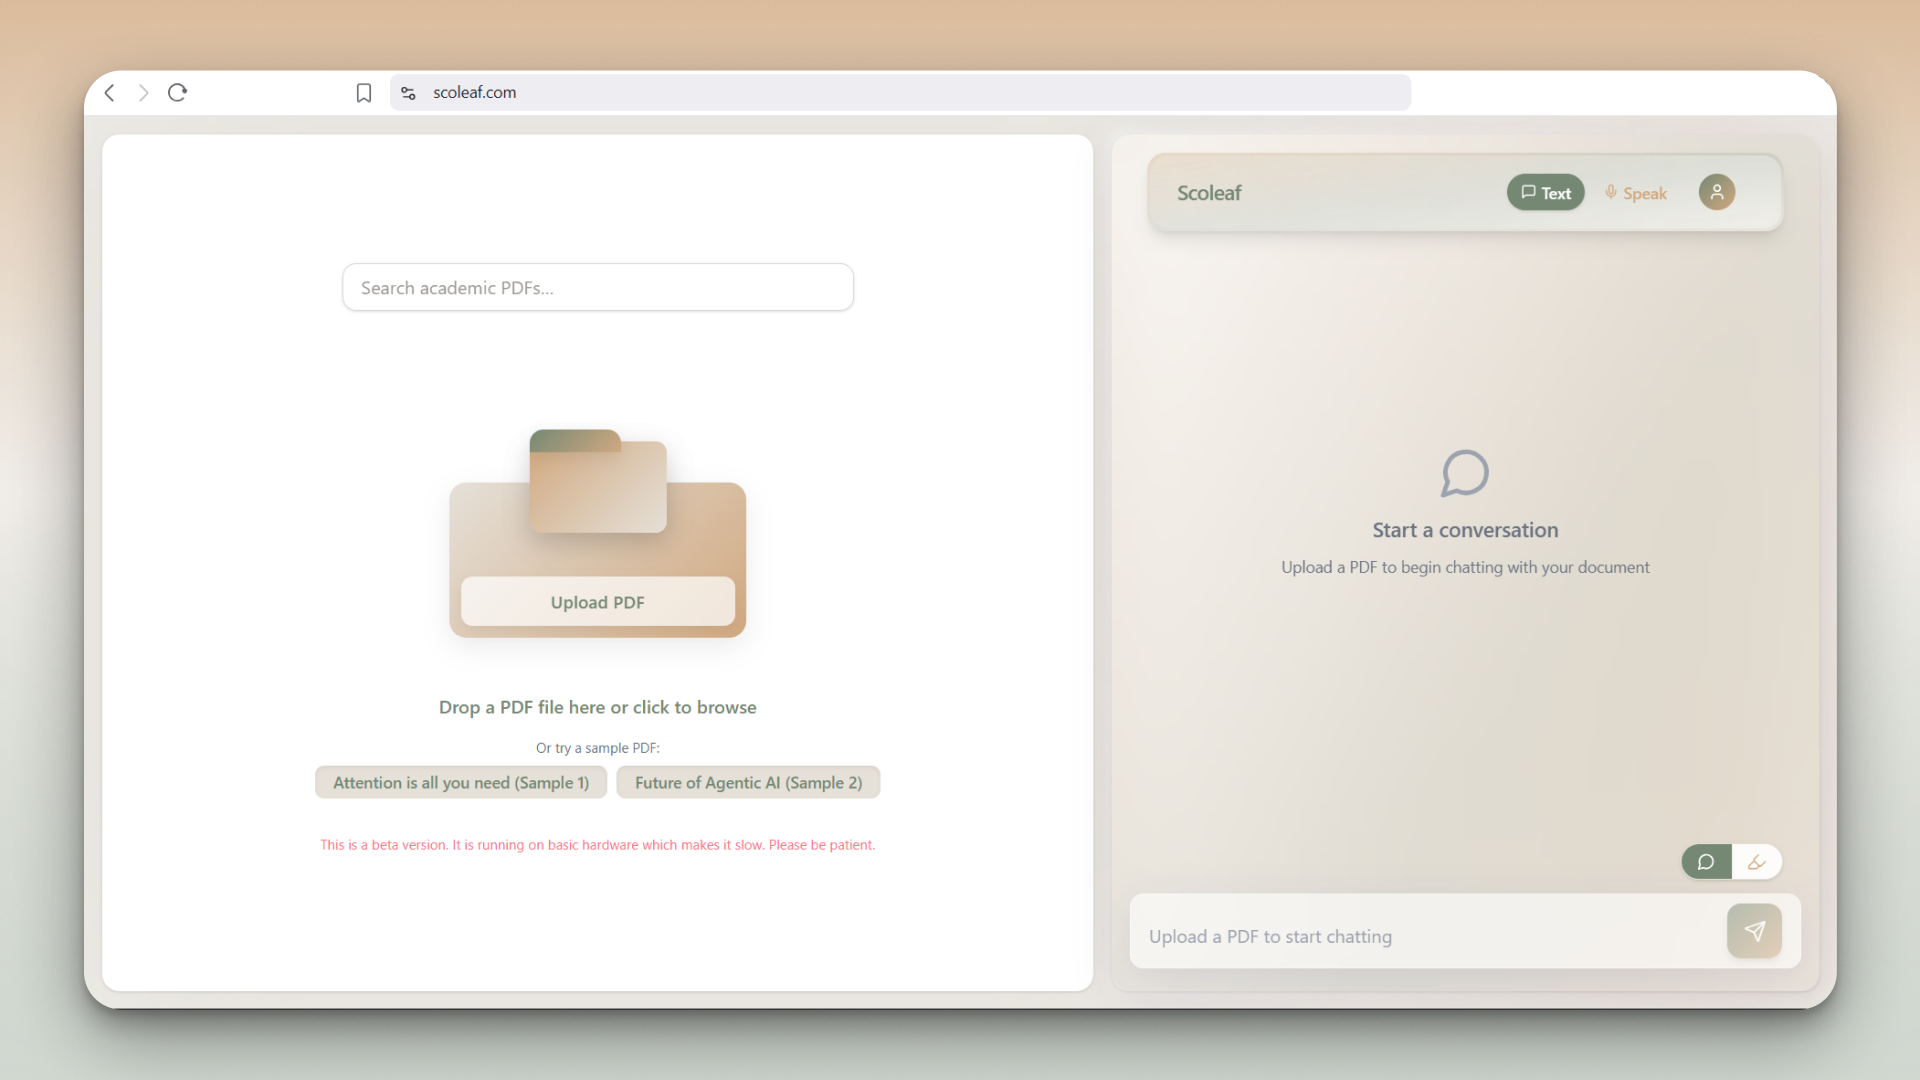 scoleaf.com
Search academic PDFs...
Upload PDF
Drop a PDF file here or click to browse
Or try a sample PDF:
Attention is all you need (Sample 1)
Future of Agentic AI (Sample 2)
This is a beta version. It is running on basic hardware which makes it slow. Please be patient.
Scoleaf
Text
Speak
Start a conversation
Upload a PDF to begin chatting with your document
Upload a PDF to start chatting